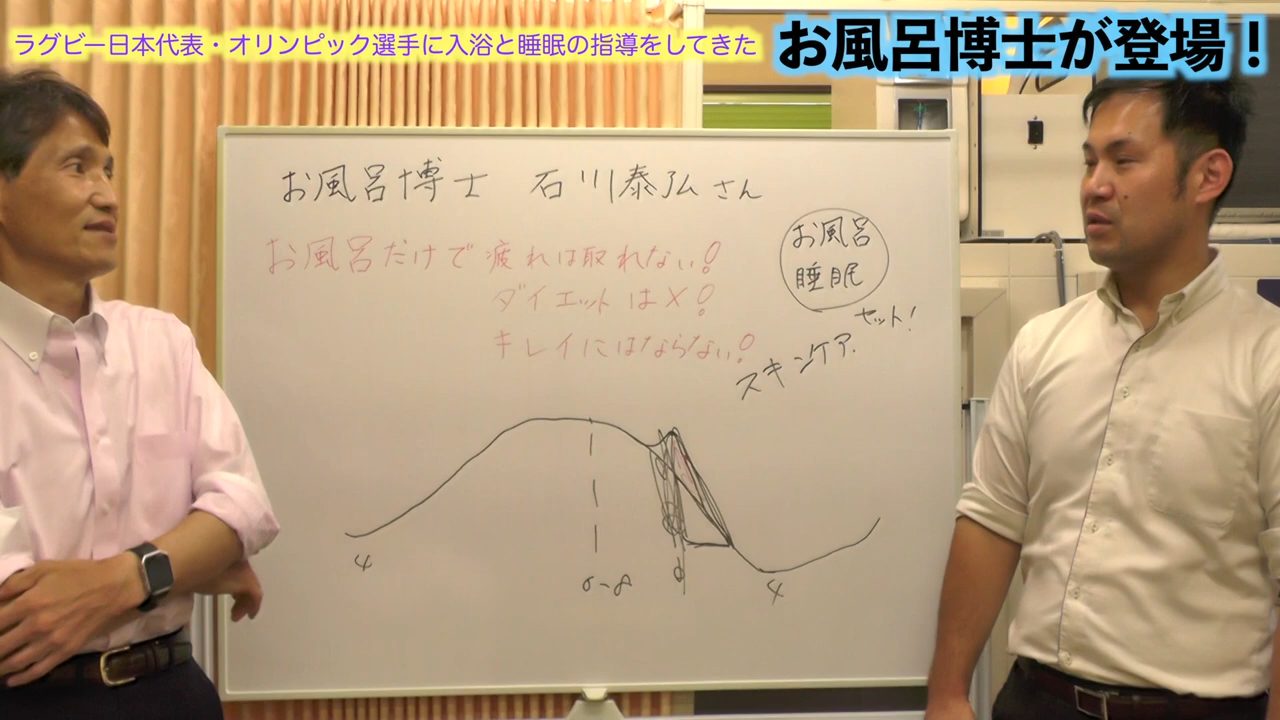 ラグビー日本代表・オリンピック選手に入浴と睡眠の指導をしてきた
お風呂博士が登場！
お風呂博士 石川泰弘さん
お風呂だけで疲れは取れない!
ダイエットは×!
キレイにはならない!
お風呂
睡眠
セット!
スキンケア.
4
6-8
4